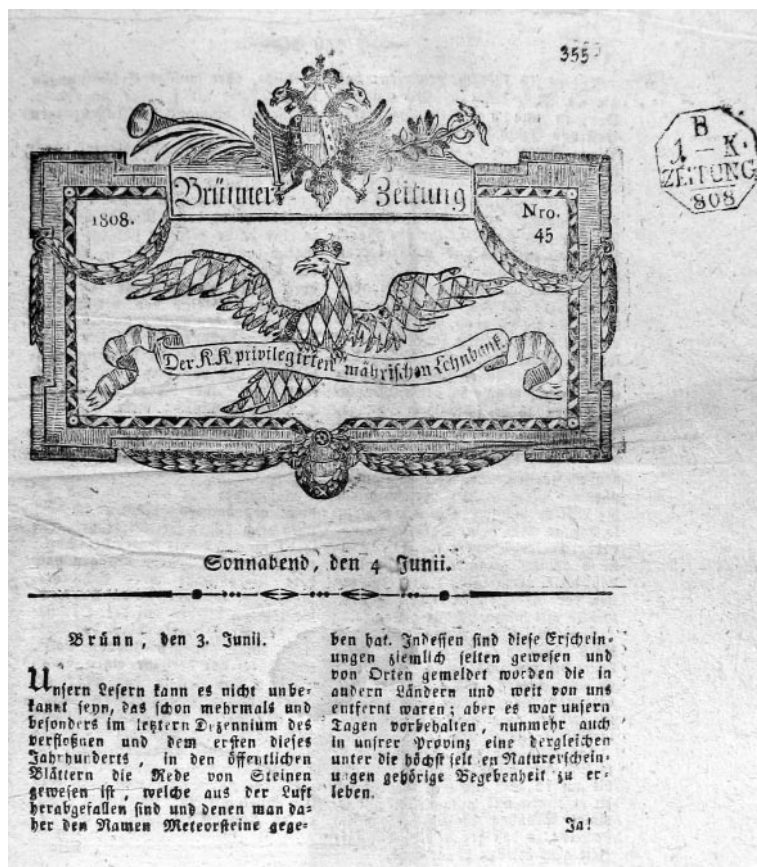 355
B
1 – K.
ZEITUNG
808
Brünner Zeitung
1808.
Nro.
45
Der K.K. privilegirten mährischen Lehnbank.
Sonnabend, den 4 Junii.
Brünn, den 3. Junii.
Unsern Lesern kann es nicht unbe-
kannt seyn, das schon mehrmals und
besonders im letztern Dezennium des
verfloßnen und dem ersten dieses
Jahrhunderts, in den öffentlichen
Blättern die Rede von Steinen
gewesen ist, welche aus der Luft
herabgefallen sind und denen man da-
her den Namen Meteorsteine gege-
ben hat. Indessen sind diese Erschein-
ungen ziemlich selten gewesen und
von Orten gemeldet worden die in
andern Ländern und weit von uns
entfernt waren; aber es war unsern
Tagen vorbehalten, nunmehr auch
in unsrer Provinz eine dergleichen
unter die höchst selt en Naturerschein-
ungen gehörige Begebenheit zu er-
leben.
Ja!